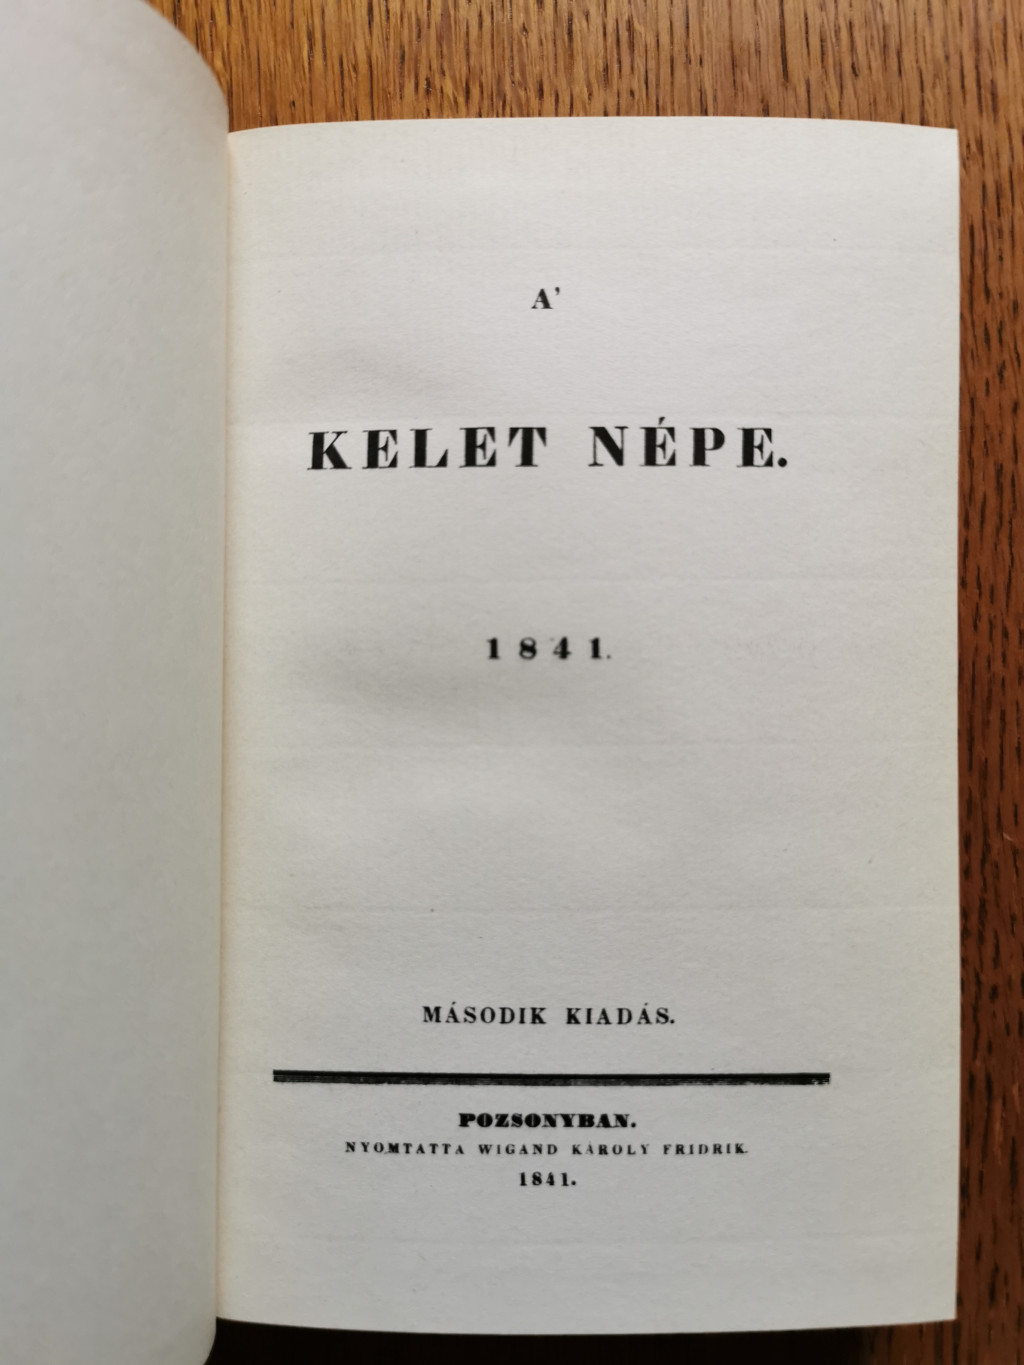 A'
KELET NÉPE.
1841.
MÁSODIK KIADÁS.
POZSONYBAN.
NYOMTATTA WIGAND KÁROLY FRIDRIK.
1841.